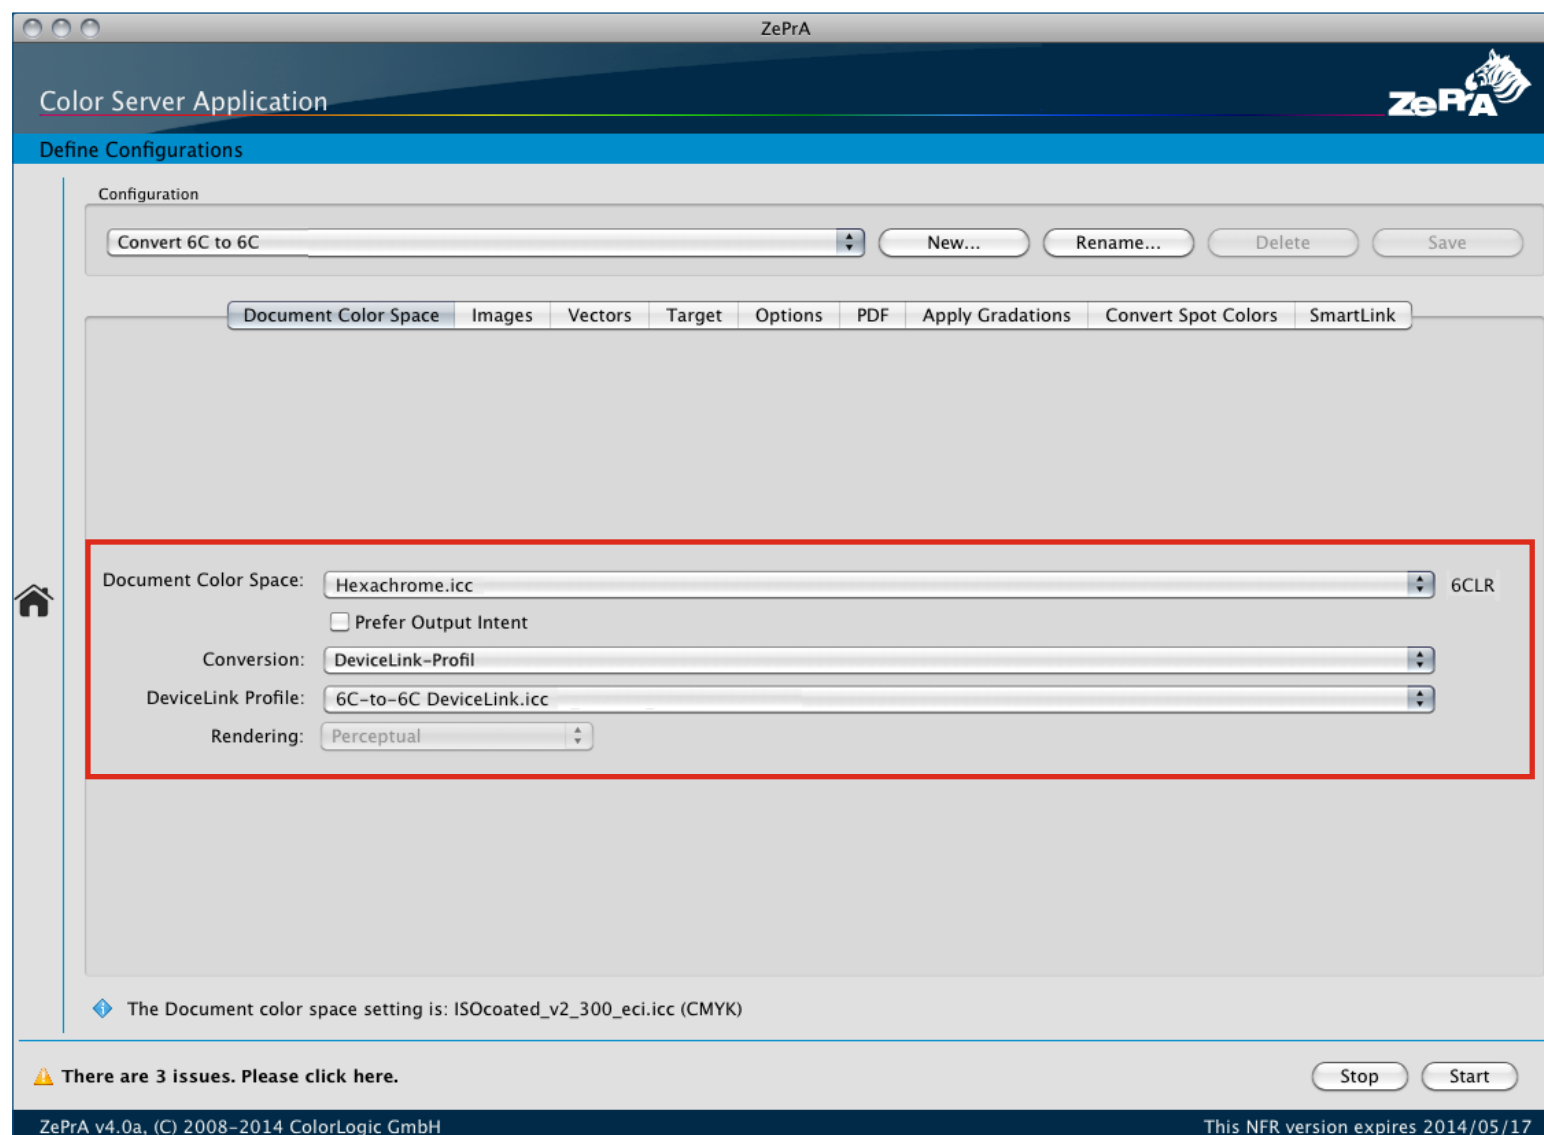 ZePrA
Color Server Application
ZePrA
Define Configurations
Configuration
Convert 6C to 6C New... Rename... Delete Save
Document Color Space Images Vectors Target Options PDF Apply Gradations Convert Spot Colors SmartLink
Document Color Space: Hexachrome.icc 6CLR
Prefer Output Intent
Conversion: DeviceLink-Profil
DeviceLink Profile: 6C-to-6C DeviceLink.icc
Rendering: Perceptual
The Document color space setting is: ISOcoated_v2_300_eci.icc (CMYK)
There are 3 issues. Please click here. Stop Start
ZePrA v4.0a, (C) 2008-2014 ColorLogic GmbH This NFR version expires 2014/05/17